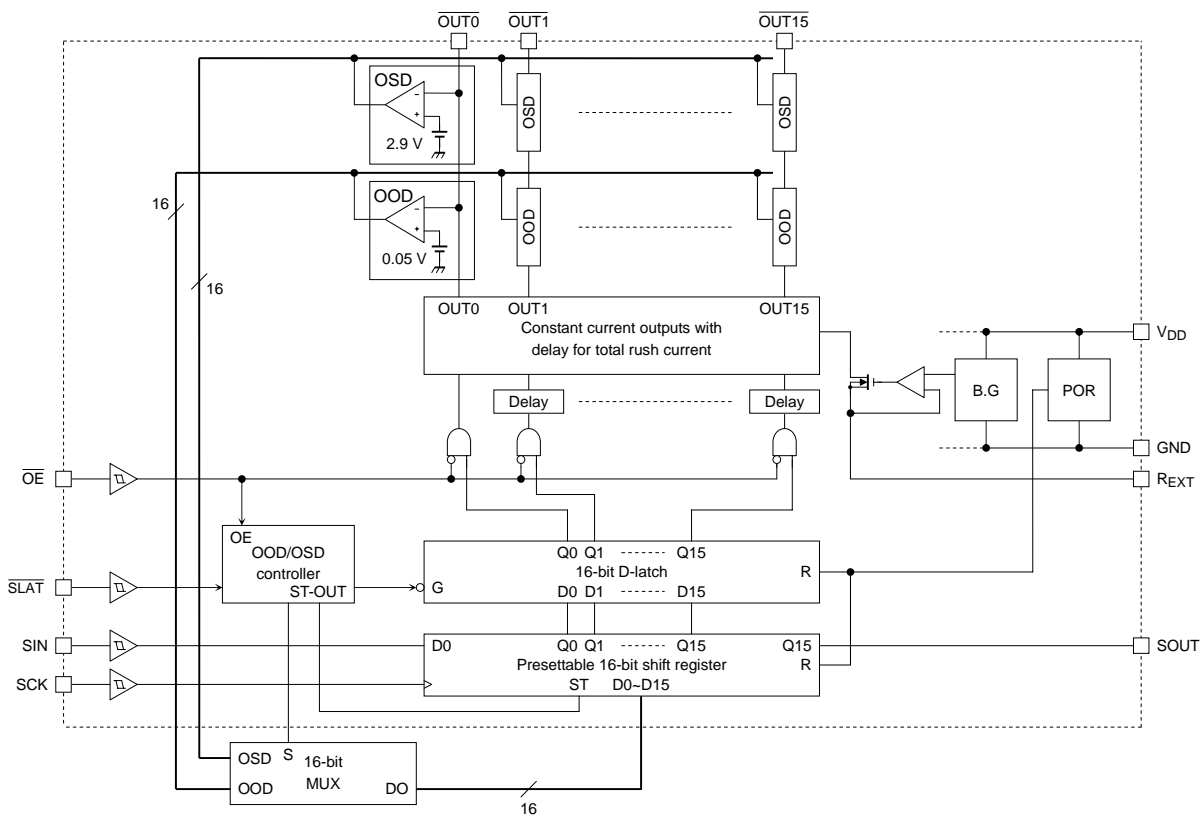 OUT0 OUT1 OUT15
OSD
2.9 V
OSD
OSD
16
OOD
0.05 V
OOD
OOD
16
OUT0 OUT1 OUT15
Constant current outputs with
delay for total rush current
VDD
B.G
POR
Delay
Delay
GND
OE
REXT
OE
OOD/OSD
controller
ST-OUT
Q0 Q1 Q15
16-bit D-latch
G
R
D0 D1 D15
SLAT
SIN
D0
Q0 Q1 Q15 Q15
SOUT
Presettable 16-bit shift register
R
SCK
ST D0~D15
OSD
S
16-bit
MUX
OOD
DO
16